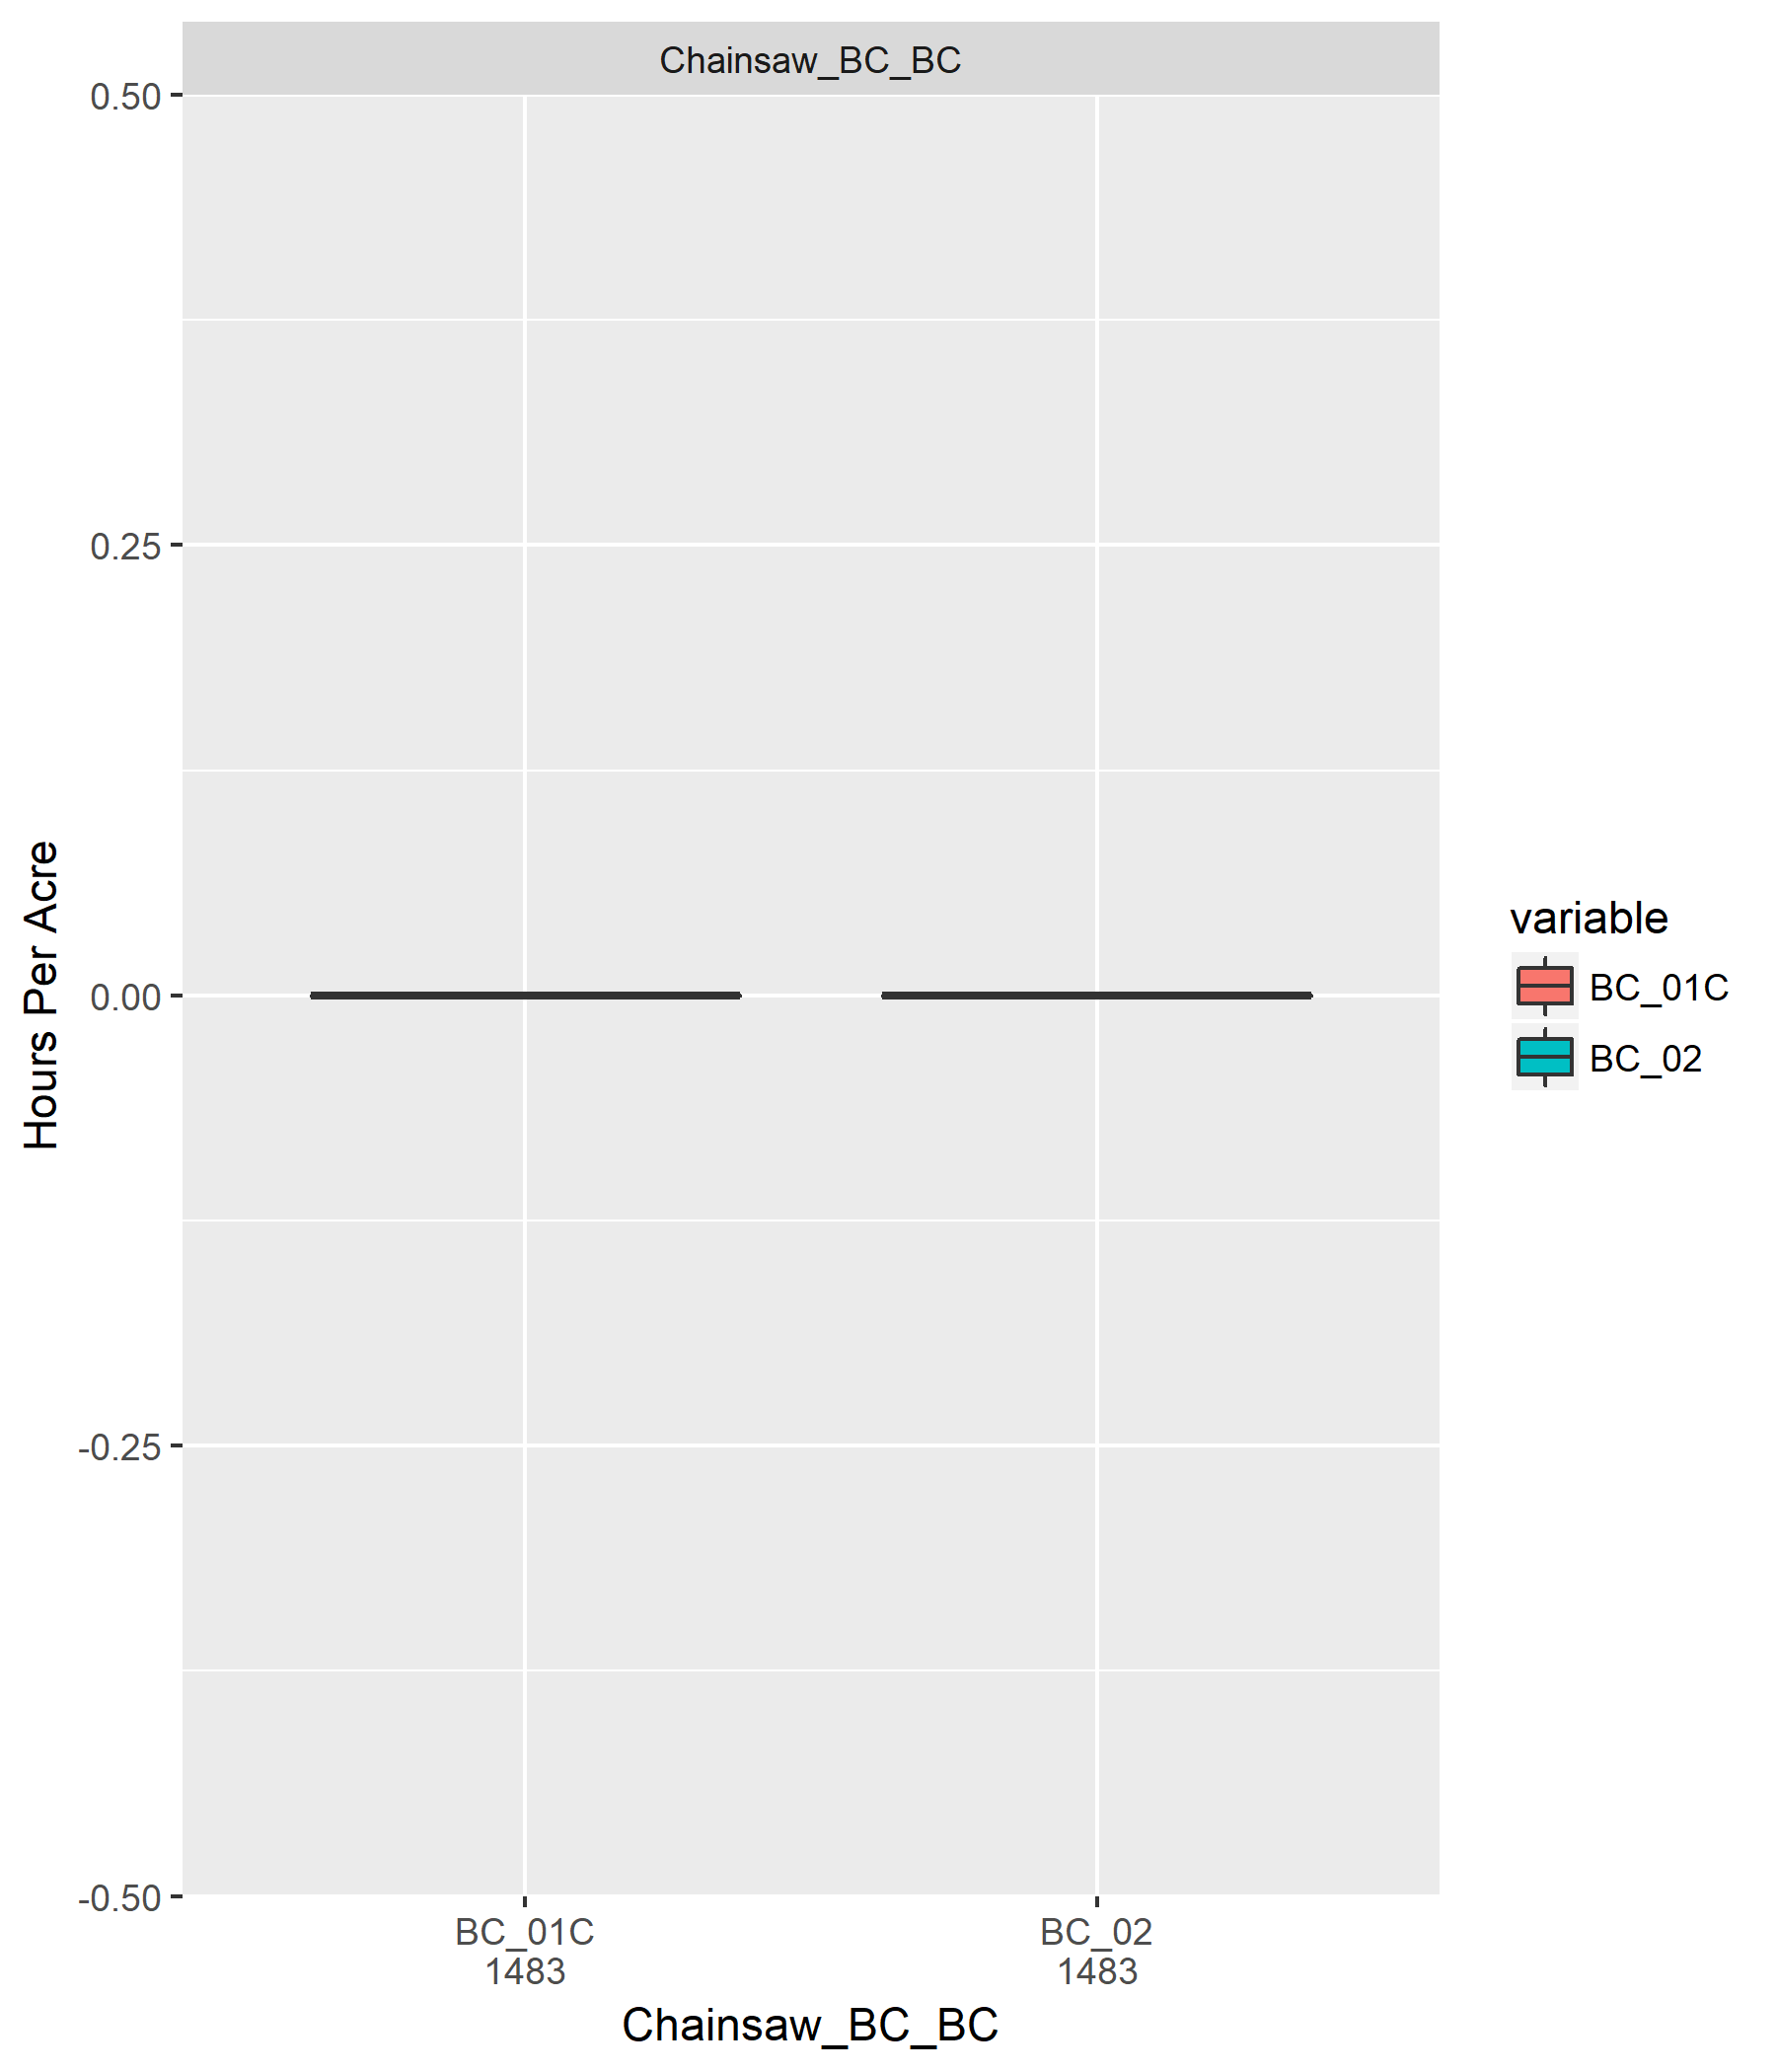 Chainsaw_BC_BC
0.50
0.25
0.00
-0.25
-0.50
Hours Per Acre
BC_01C
1483
BC_02
1483
Chainsaw_BC_BC
variable
BC_01C
BC_02